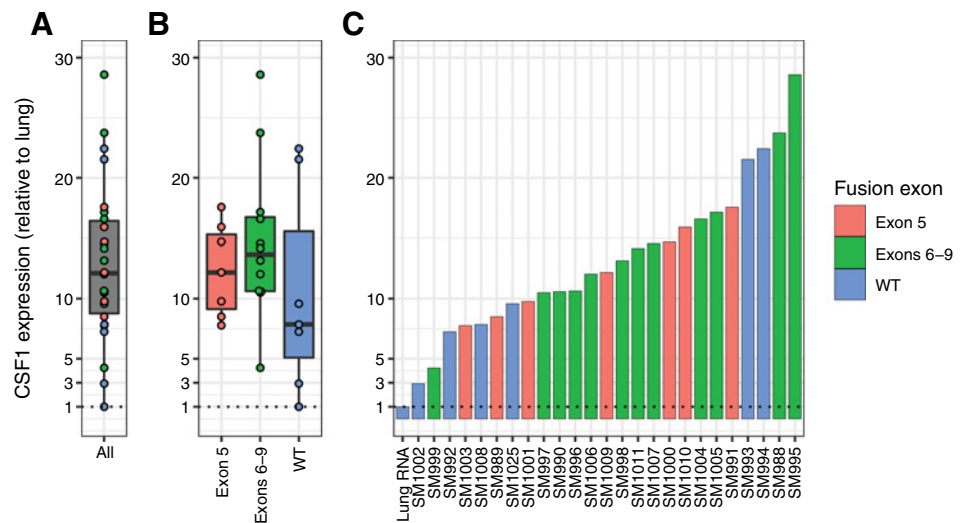 A
B
C
CSF1 expression (relative to lung)
30
20
10
5
3
1
All
30
20
10
5
3
1
Exon 5
Exons 6–9
WT
30
20
10
5
3
1
Lung RNA
SM1002
SM999
SM992
SM1003
SM1008
SM989
SM1025
SM1001
SM997
SM990
SM996
SM1006
SM1009
SM998
SM1011
SM1007
SM1000
SM1010
SM1004
SM1005
SM991
SM993
SM994
SM988
SM995
Fusion exon
Exon 5
Exons 6–9
WT